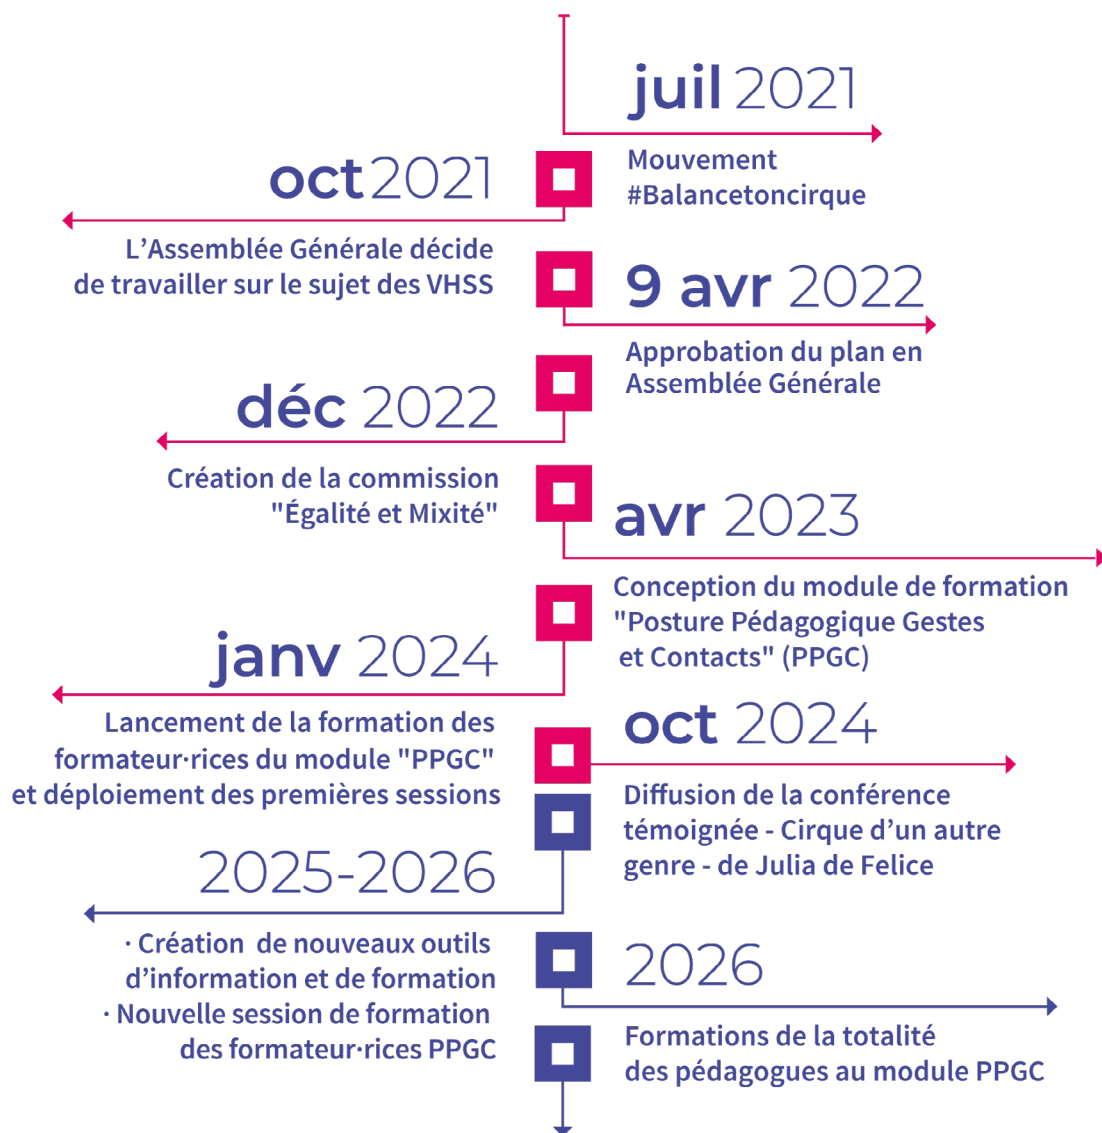 juil 2021
Mouvement
#Balancetoncirque
oct 2021
L’Assemblée Générale décide
de travailler sur le sujet des VHSS
9 avr 2022
Approbation du plan en
Assemblée Générale
déc 2022
Création de la commission
"Égalité et Mixité"
avr 2023
Conception du module de formation
"Posture Pédagogique Gestes
et Contacts" (PPGC)
janv 2024
Lancement de la formation des
formateur·rices du module "PPGC"
et déploiement des premières sessions
oct 2024
Diffusion de la conférence
témoignée - Cirque d’un autre
genre - de Julia de Felice
2025-2026
· Création de nouveaux outils
d’information et de formation
· Nouvelle session de formation
des formateur·rices PPGC
2026
Formations de la totalité
des pédagogues au module PPGC